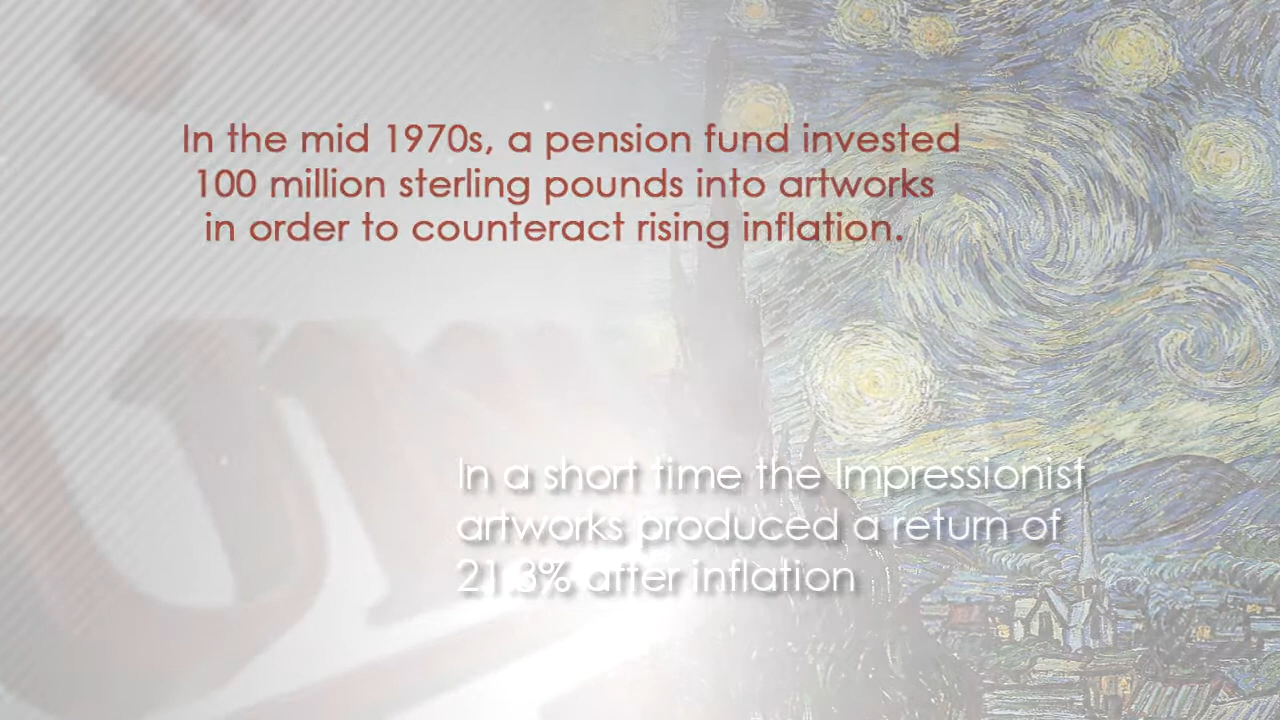 In the mid 1970s, a pension fund invested
100 million sterling pounds into artworks
in order to counteract rising inflation.
In a short time the Impressionist
artworks produced a return of
21.3% after inflation